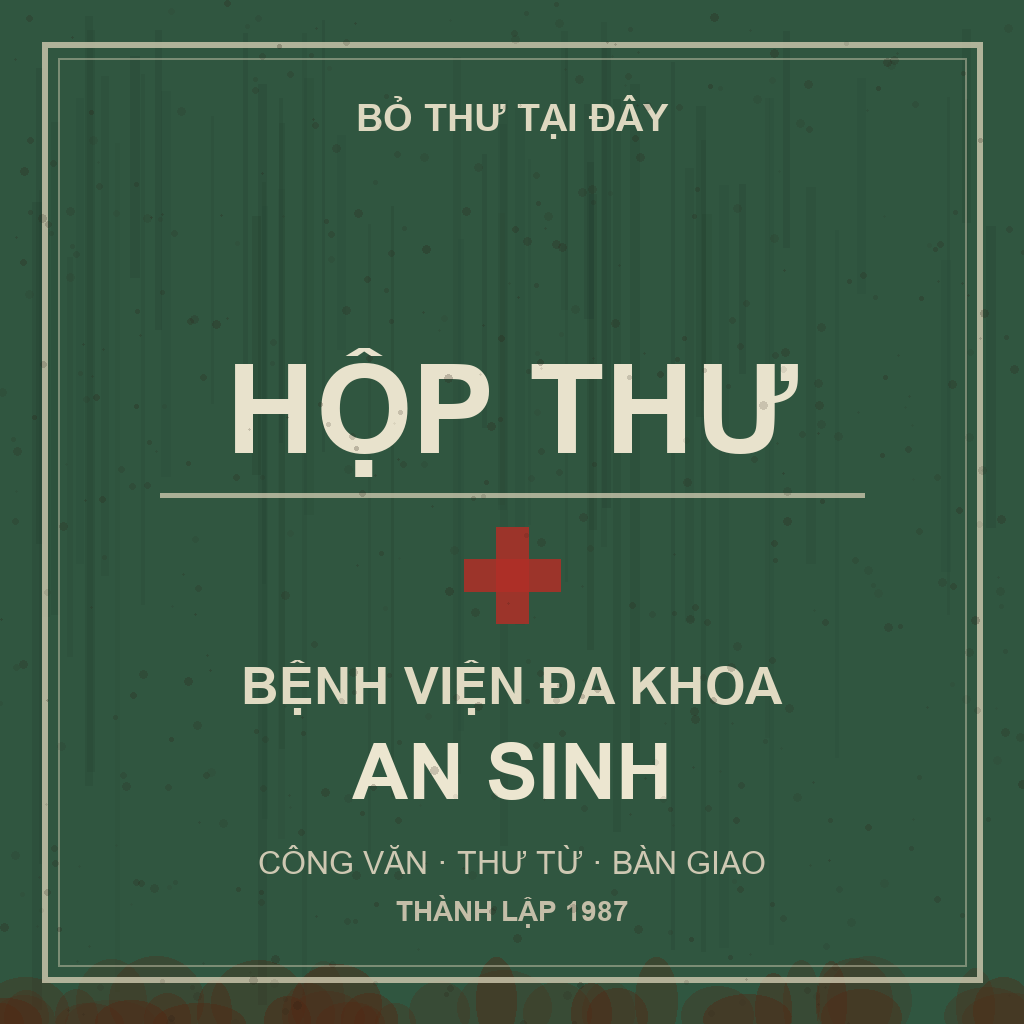 BỎ THƯ TẠI ĐÂY
HỘP THƯ
BỆNH VIỆN ĐA KHOA
AN SINH
CÔNG VĂN · THƯ TỪ · BÀN GIAO
THÀNH LẬP 1987